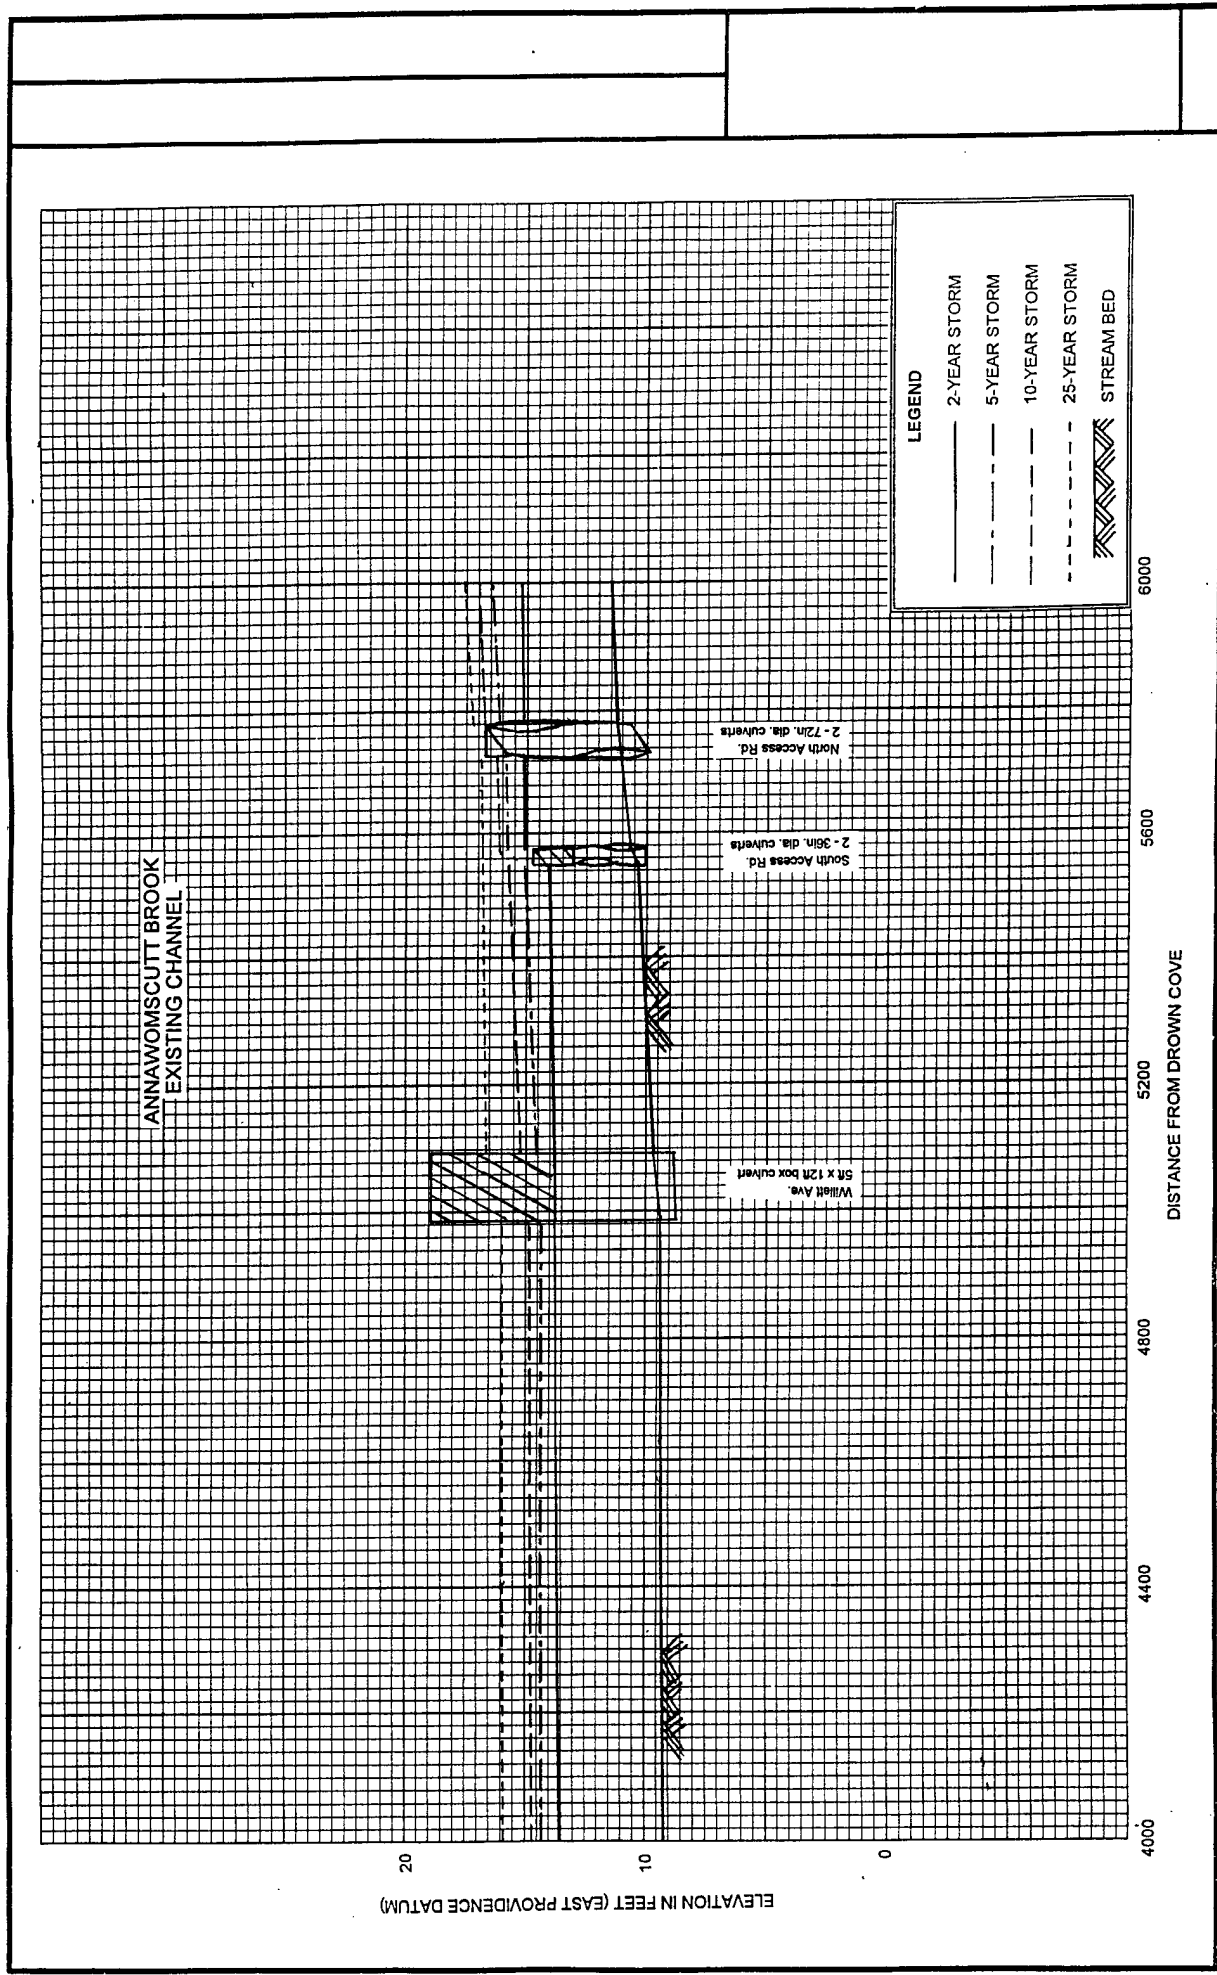 ANNAWOMSCUTT BROOK
EXISTING CHANNEL
ELEVATION IN FEET (EAST PROVIDENCE DATUM)
20
10
0
Willett Ave.
5ft x 12ft box culvert
South Access Rd.
2 - 36in. dia. culverts
North Access Rd.
2 - 72in. dia. culverts
LEGEND
2-YEAR STORM
5-YEAR STORM
10-YEAR STORM
25-YEAR STORM
STREAM BED
4000
4400
4800
5200
5600
6000
DISTANCE FROM DROWN COVE